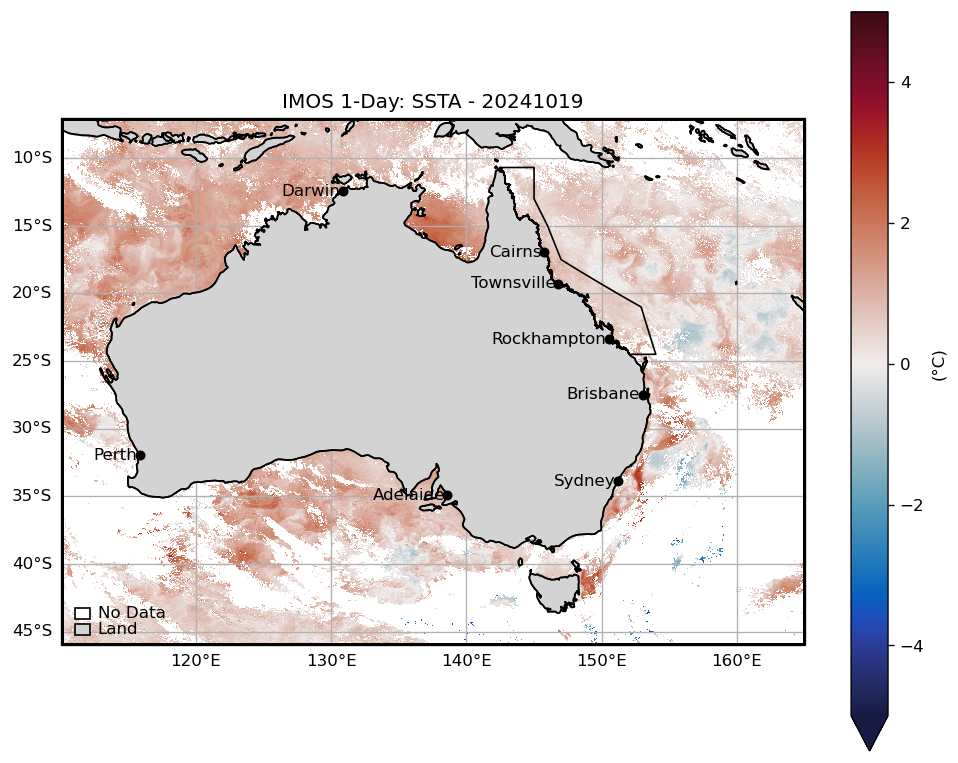 IMOS 1-Day: SSTA - 20241019
10°S
15°S
20°S
25°S
30°S
35°S
40°S
45°S
Darwin
Cairns
Townsville
Rockhampton
Brisbane
Perth
Adelaide
Sydney
No Data
Land
120°E
130°E
140°E
150°E
160°E
4
2
0
−2
−4
(°C)